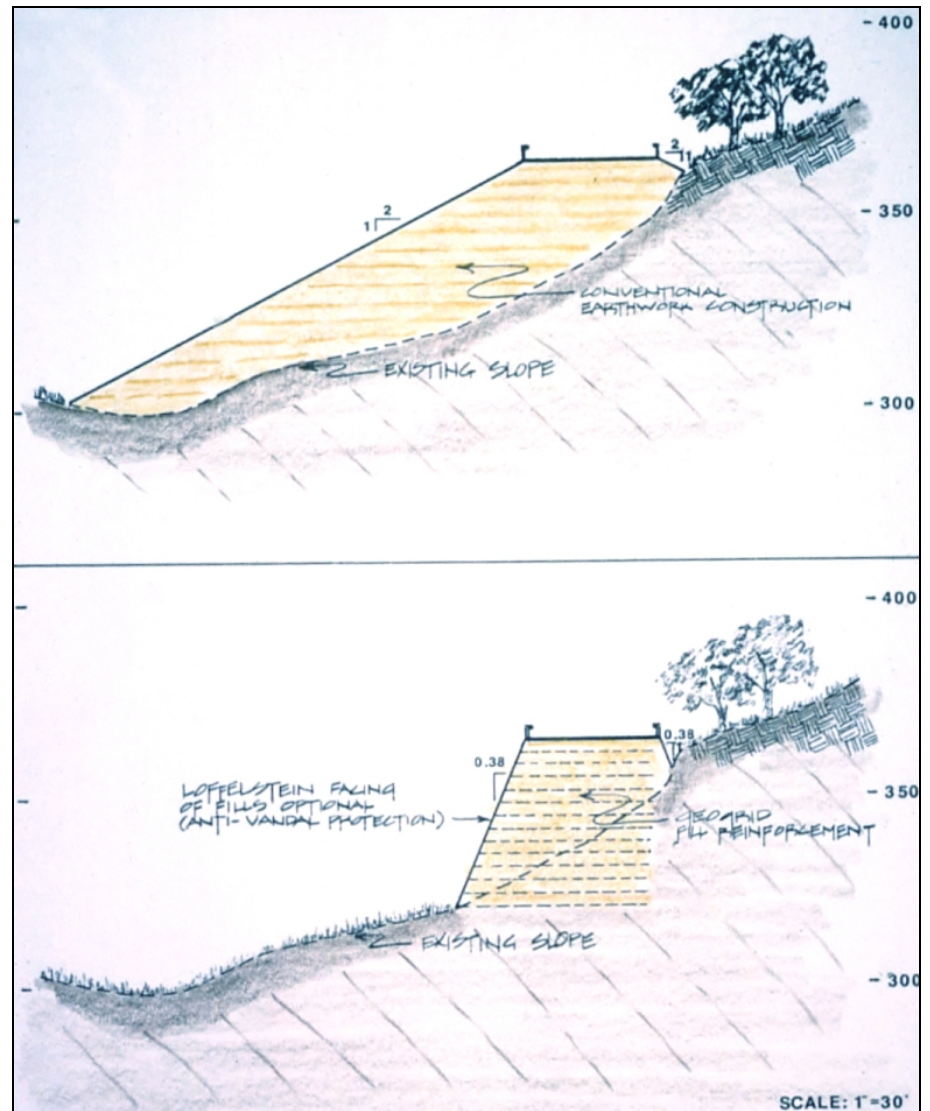 - 400
2
1
2
1
- 350
CONVENTIONAL
EARTHWORK CONSTRUCTION
EXISTING SLOPE
- 300
- 400
0.38
1
0.38
LOFFELSTEIN FACING
OF FILLS OPTIONAL
(ANTI-VANDAL PROTECTION)
- 350
GEOGRID
FILL REINFORCEMENT
EXISTING SLOPE
- 300
SCALE: 1"=30'